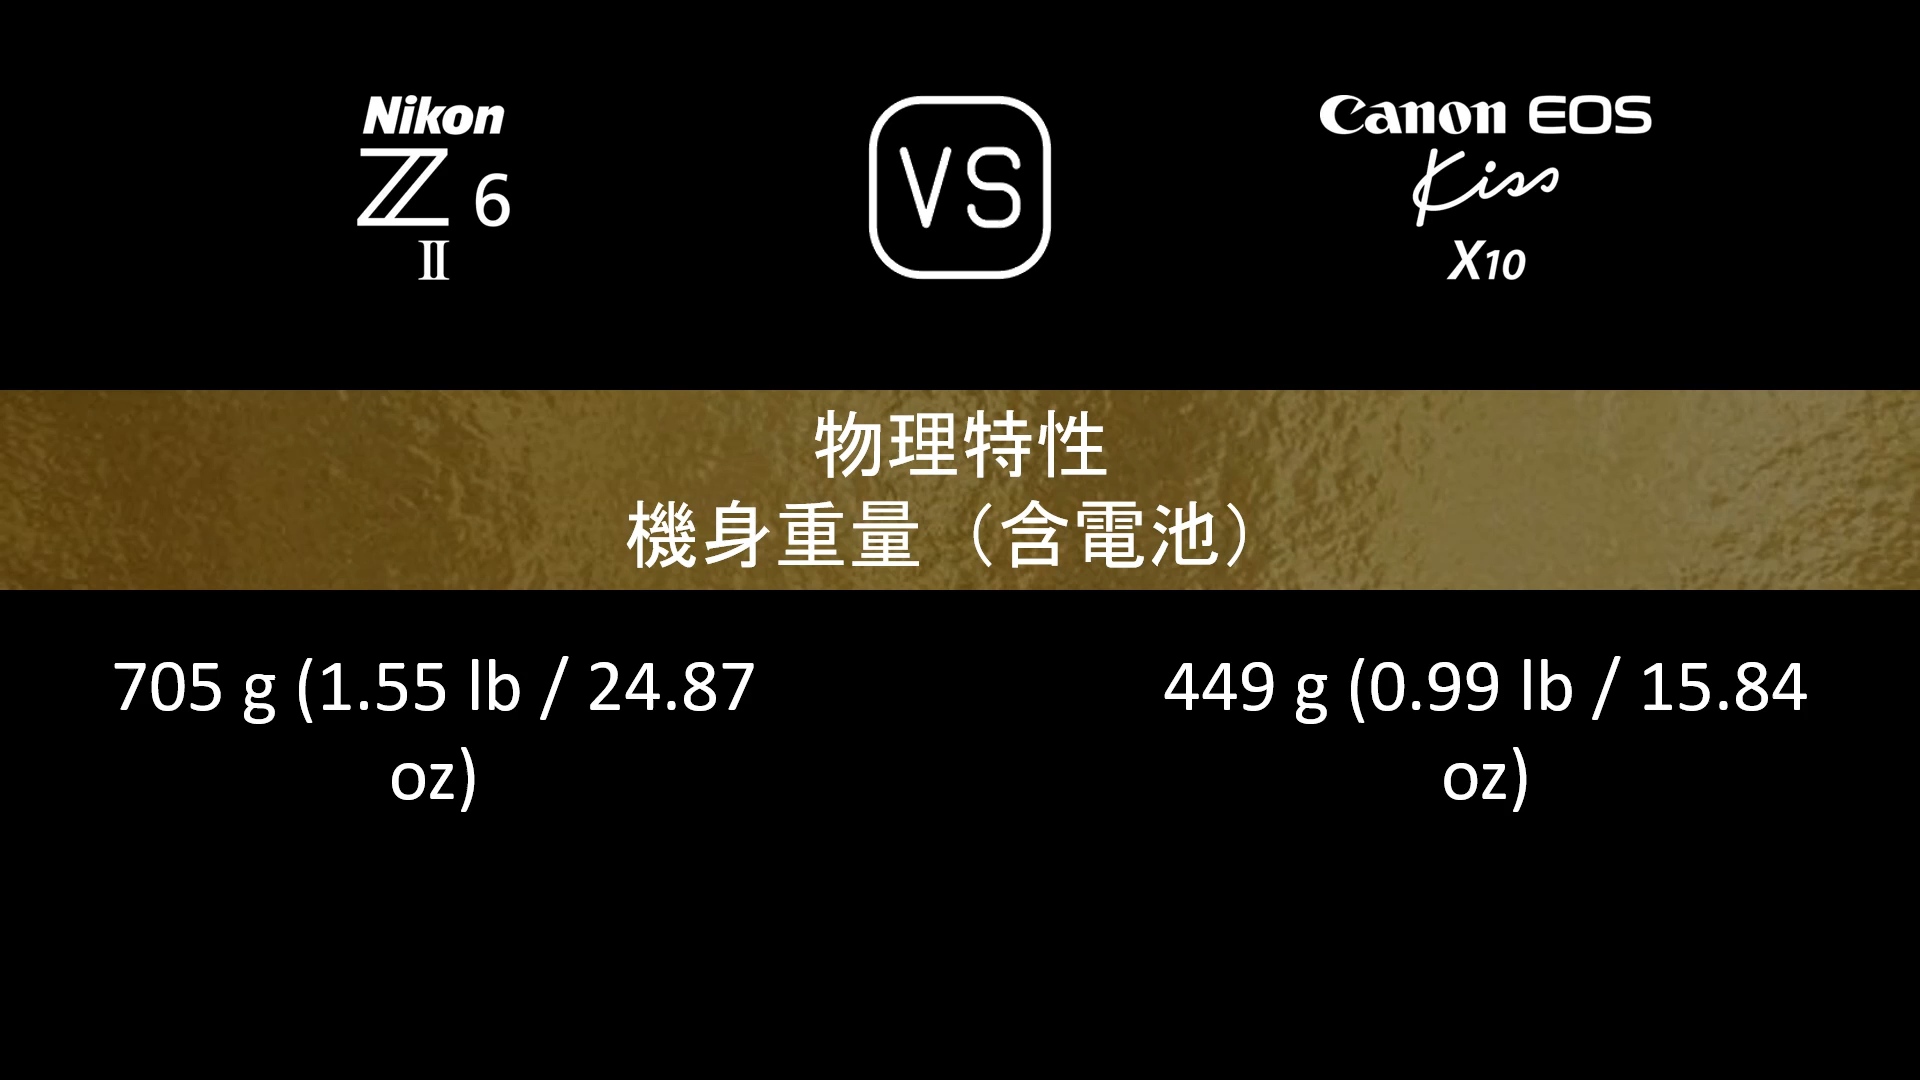 Nikon
Z 6
II
VS
Canon EOS
Kiss
X10
物理特性
機身重量（含電池）
705 g (1.55 lb / 24.87
oz)
449 g (0.99 lb / 15.84
oz)